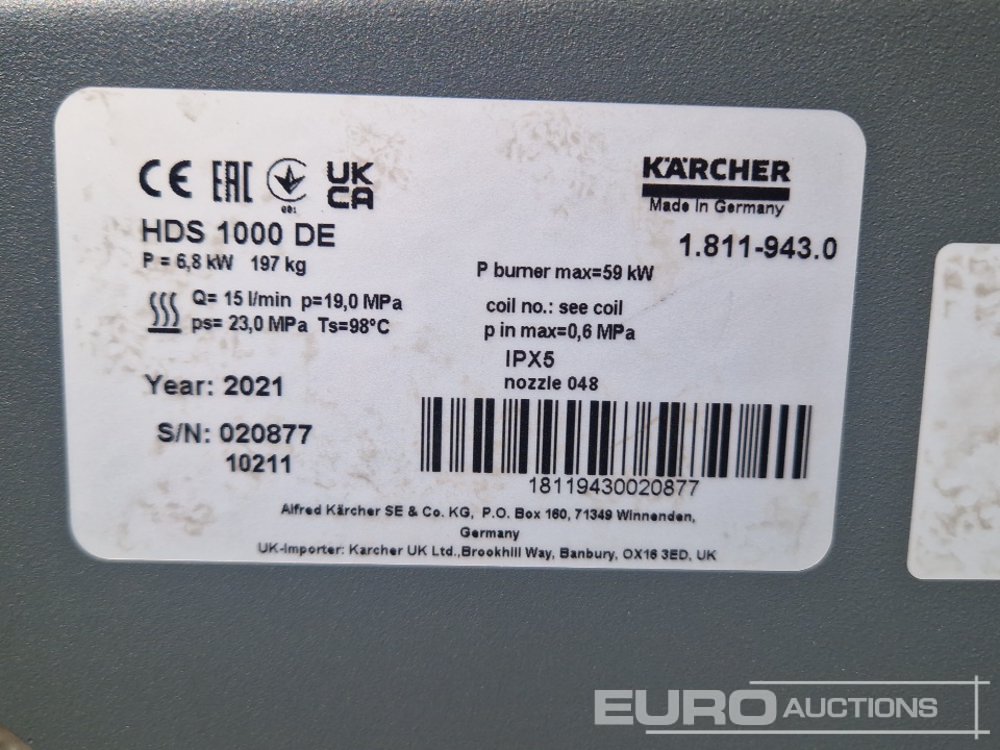 CE EAC UK CA
001
KÄRCHER
Made in Germany
HDS 1000 DE
1.811-943.0
P = 6,8 kW 197 kg
P burner max=59 kW
Q= 15 l/min p=19,0 MPa
ps= 23,0 MPa Ts=98°C
coil no.: see coil
p in max=0,6 MPa
IPX5
nozzle 048
Year: 2021
S/N: 020877
10211
18119430020877
Alfred Kärcher SE & Co. KG, P.O. Box 160, 71349 Winnenden,
Germany
UK-Importer: Karcher UK Ltd.,Brookhill Way, Banbury, OX16 3ED, UK
EURO AUCTIONS